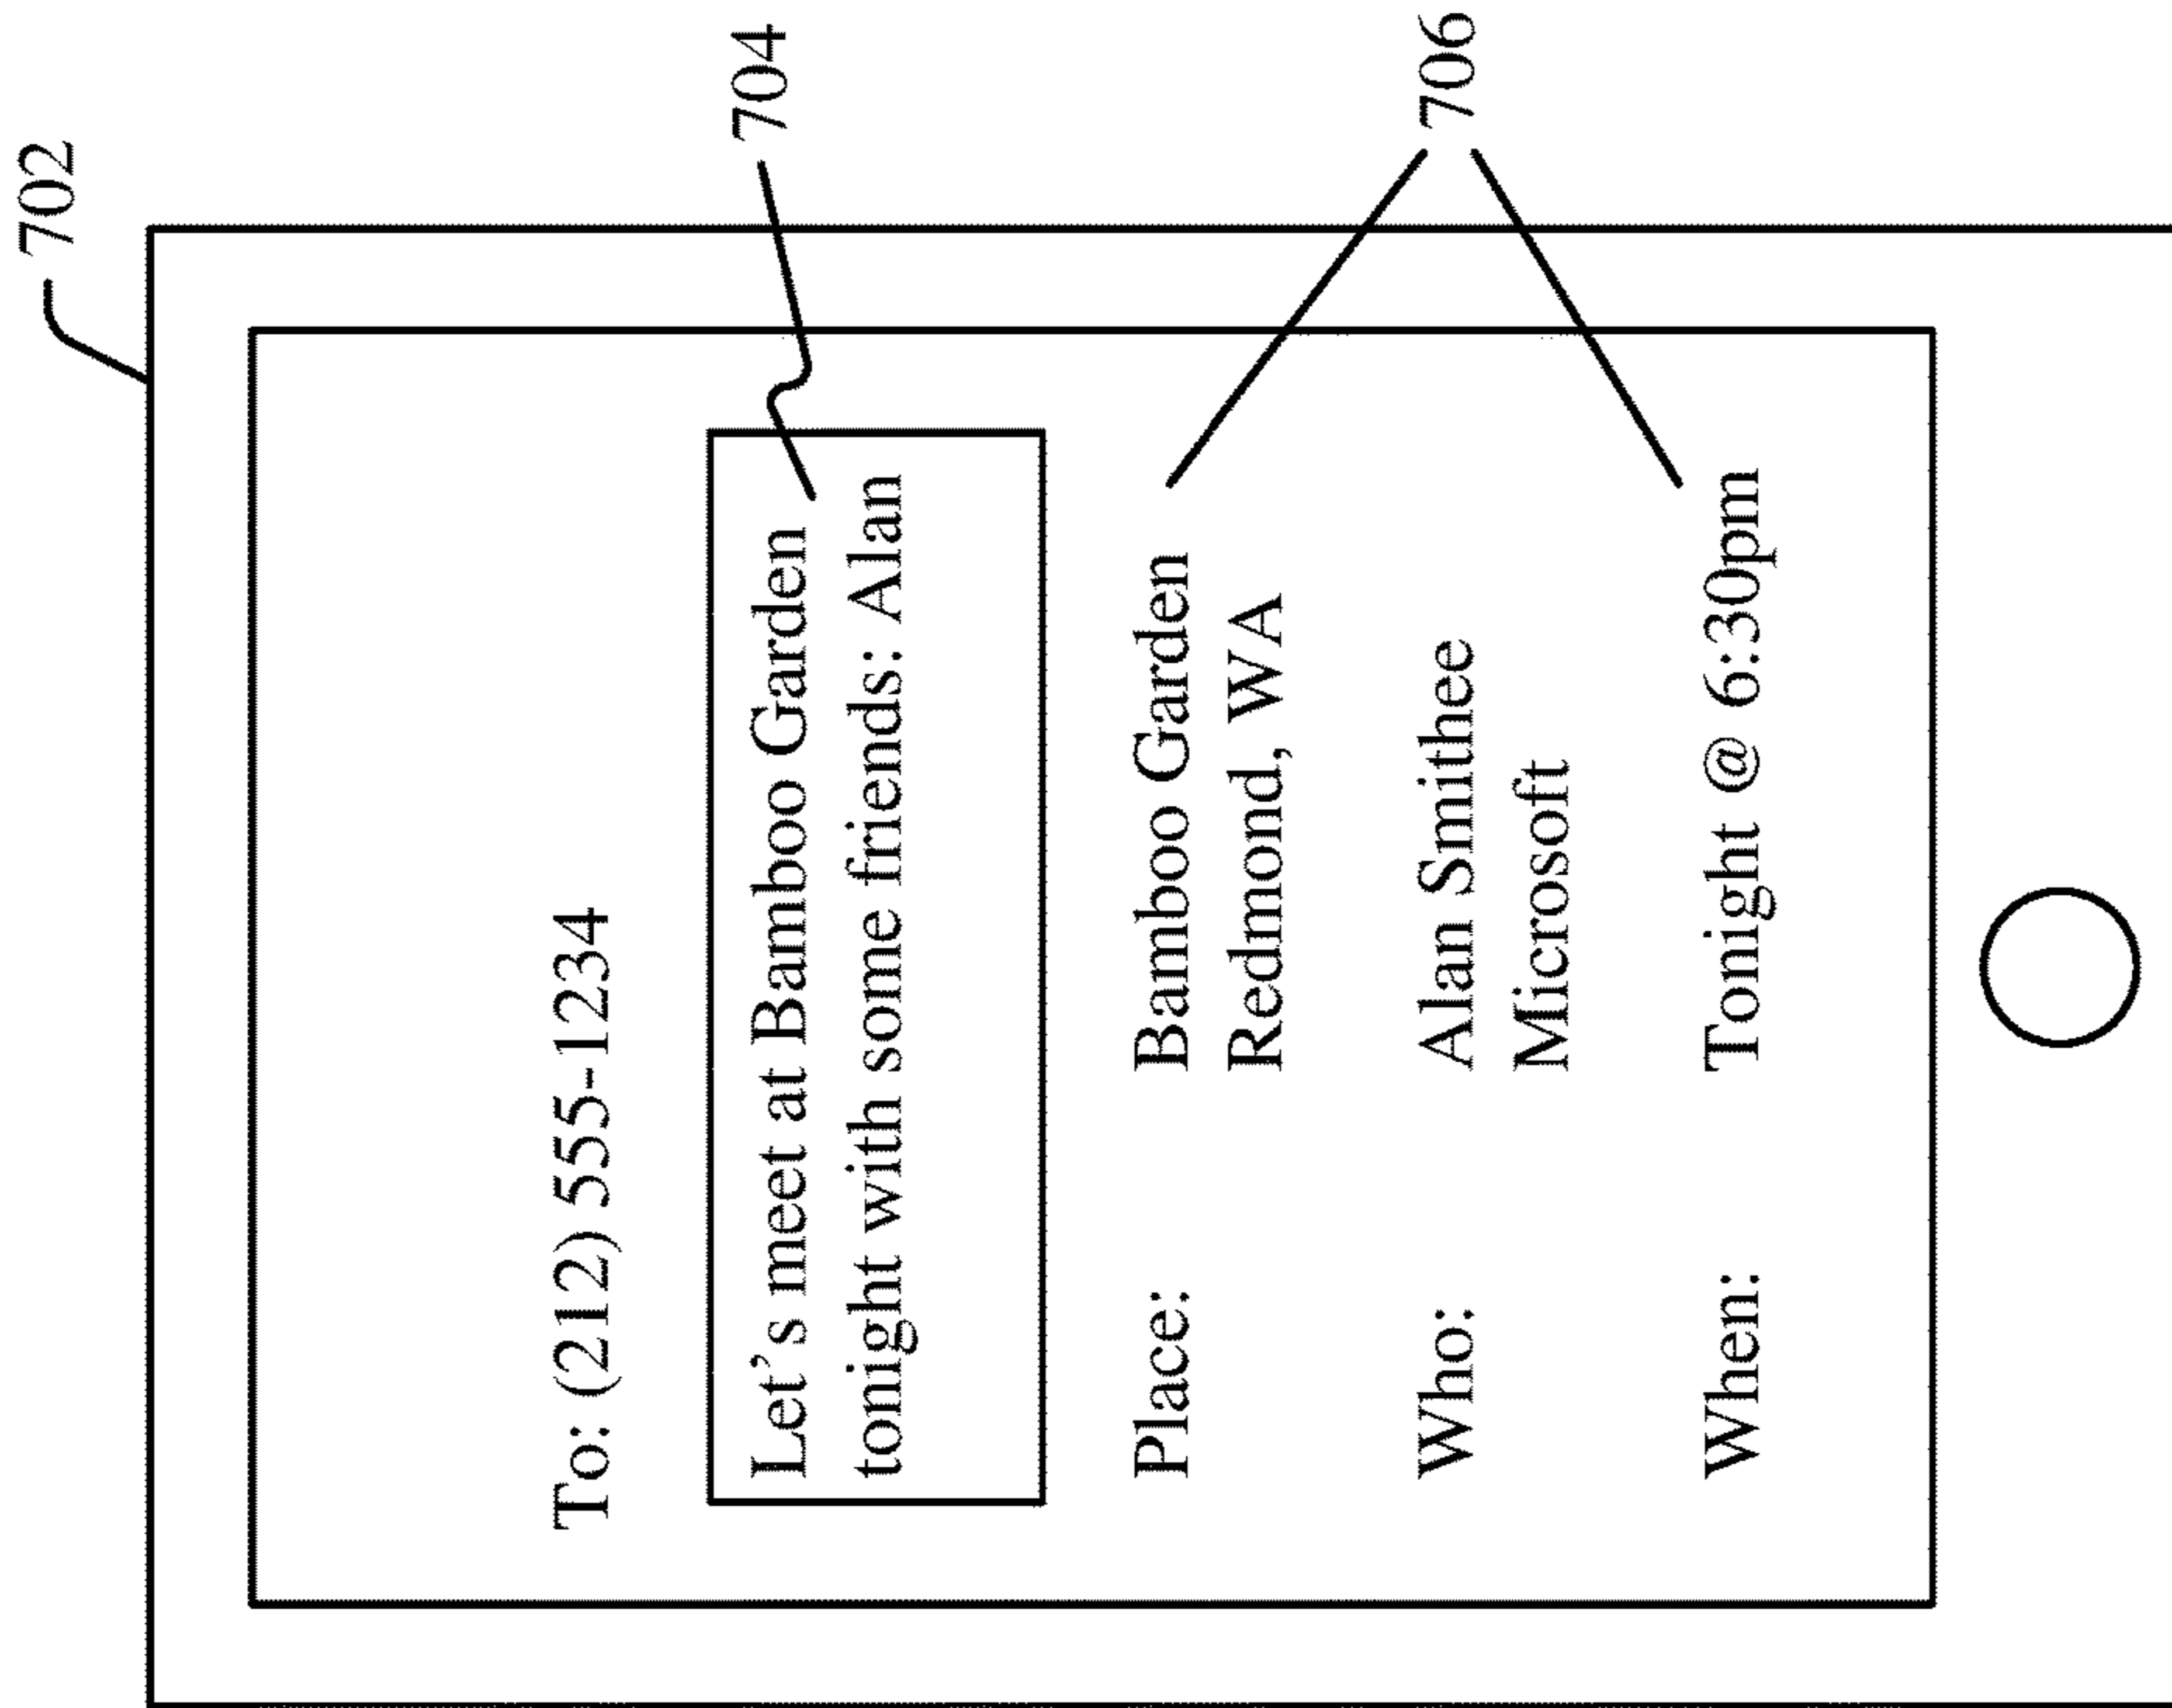 702
To: (212) 555-1234
704
Let's meet at Bamboo Garden
tonight with some friends: Alan
Place: Bamboo Garden
Redmond, WA
706
Who: Alan Smithee
Microsoft
When: Tonight @ 6:30pm